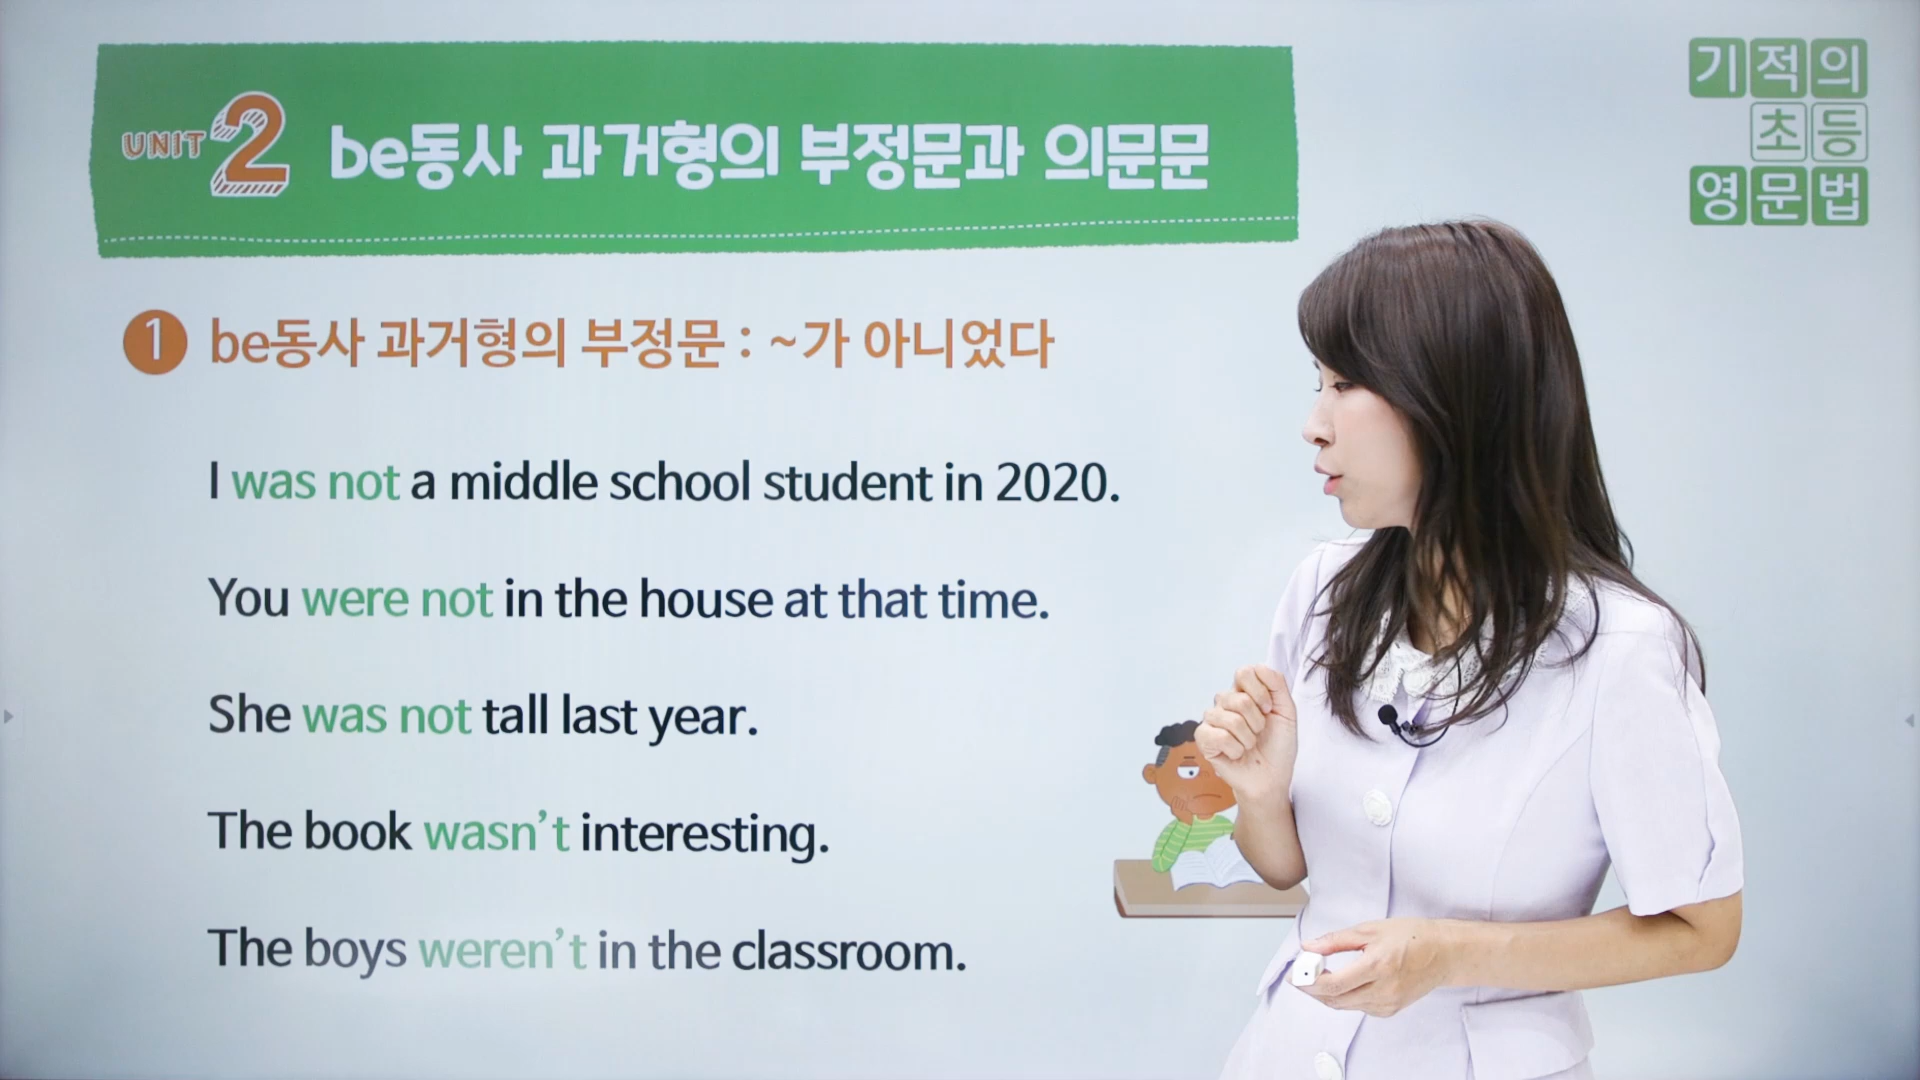 UNIT 2 be동사 과거형의 부정문과 의문문
기적의
초등
영문법
1 be동사 과거형의 부정문 : ~가 아니었다
I was not a middle school student in 2020.
You were not in the house at that time.
She was not tall last year.
The book wasn’t interesting.
The boys weren’t in the classroom.